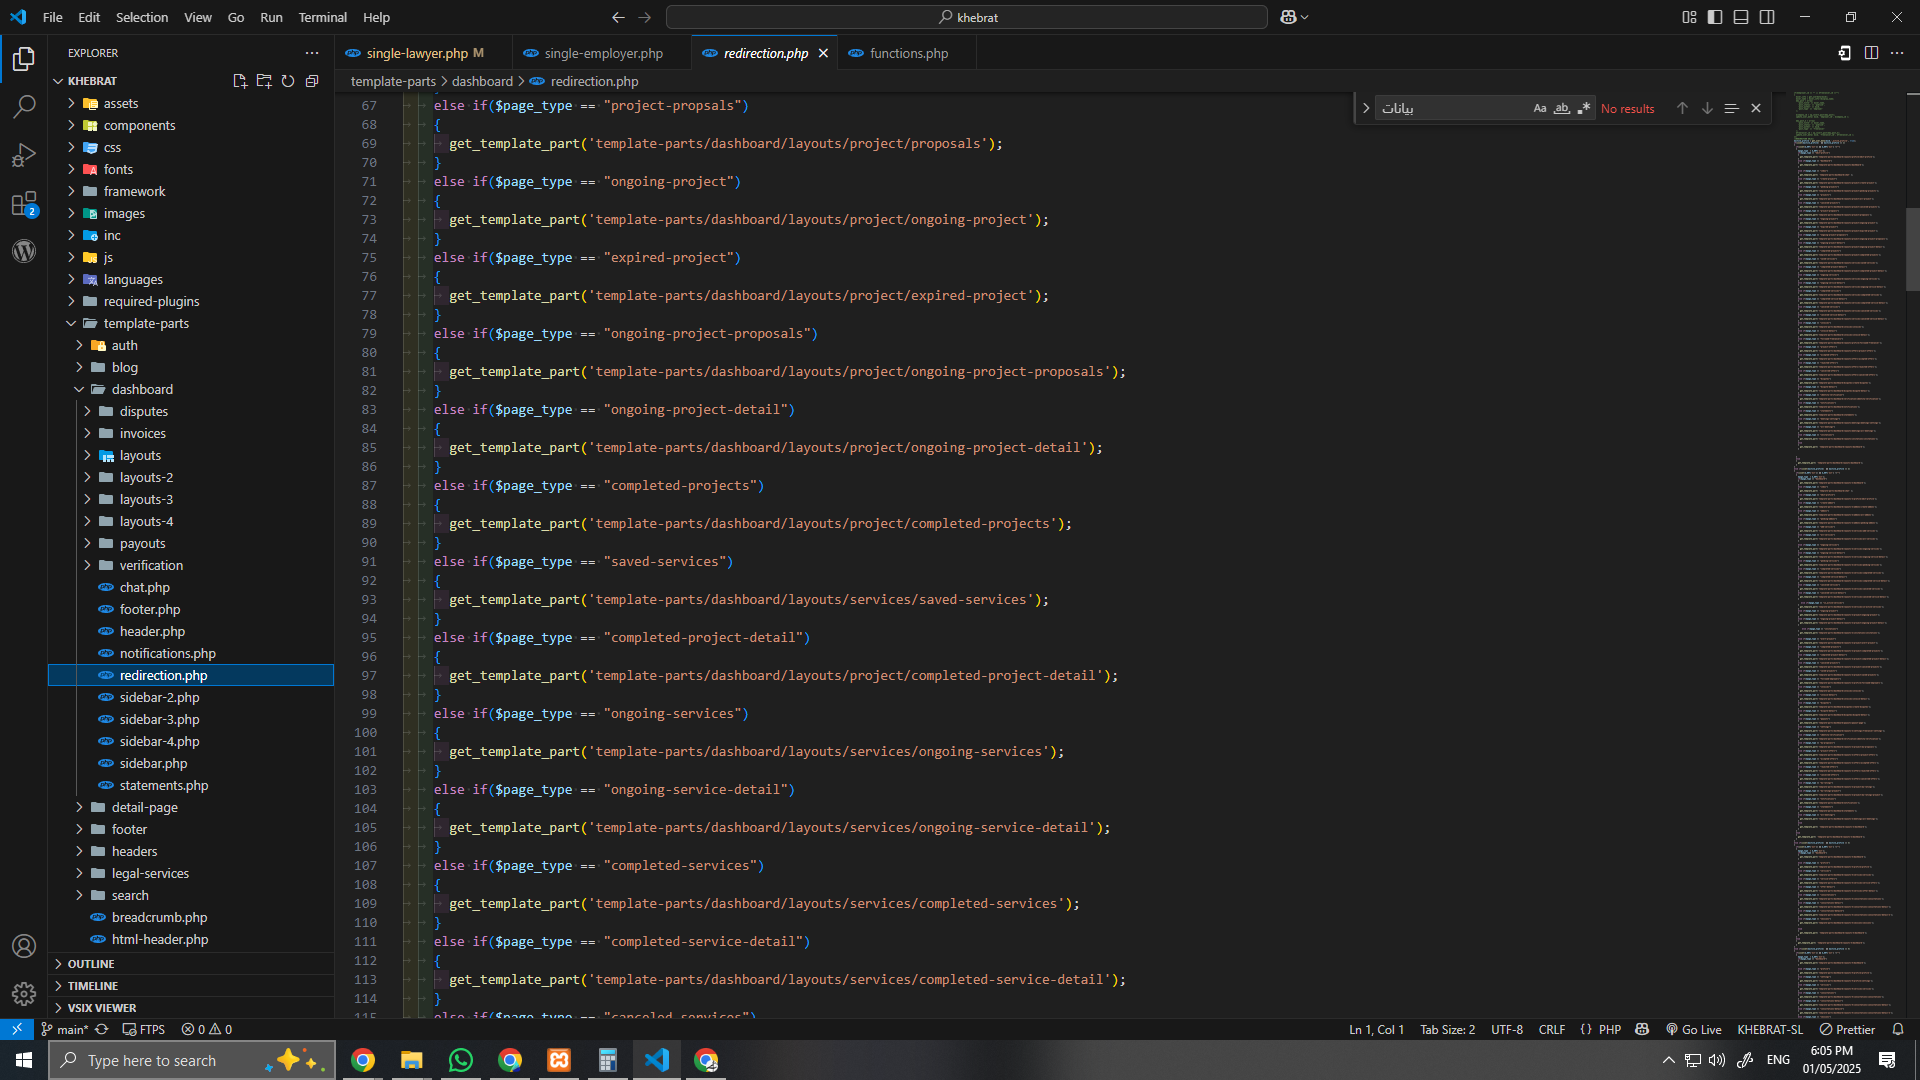 File Edit Selection View Go Run Terminal Help
khebrat
EXPLORER
single-lawyer.php M
single-employer.php
redirection.php
functions.php
KHEBRAT
template-parts > dashboard > redirection.php
بيانات
Aa
ab
No results
assets
components
css
fonts
framework
images
inc
js
languages
required-plugins
template-parts
auth
blog
dashboard
disputes
invoices
layouts
layouts-2
layouts-3
layouts-4
payouts
verification
chat.php
footer.php
header.php
notifications.php
redirection.php
sidebar-2.php
sidebar-3.php
sidebar-4.php
sidebar.php
statements.php
detail-page
footer
headers
legal-services
search
breadcrumb.php
html-header.php
OUTLINE
TIMELINE
VSIX VIEWER
2
67 else if($page_type == "project-propsals")
68 {
69 get_template_part('template-parts/dashboard/layouts/project/proposals');
70 }
71 else if($page_type == "ongoing-project")
72 {
73 get_template_part('template-parts/dashboard/layouts/project/ongoing-project');
74 }
75 else if($page_type == "expired-project")
76 {
77 get_template_part('template-parts/dashboard/layouts/project/expired-project');
78 }
79 else if($page_type == "ongoing-project-proposals")
80 {
81 get_template_part('template-parts/dashboard/layouts/project/ongoing-project-proposals');
82 }
83 else if($page_type == "ongoing-project-detail")
84 {
85 get_template_part('template-parts/dashboard/layouts/project/ongoing-project-detail');
86 }
87 else if($page_type == "completed-projects")
88 {
89 get_template_part('template-parts/dashboard/layouts/project/completed-projects');
90 }
91 else if($page_type == "saved-services")
92 {
93 get_template_part('template-parts/dashboard/layouts/services/saved-services');
94 }
95 else if($page_type == "completed-project-detail")
96 {
97 get_template_part('template-parts/dashboard/layouts/project/completed-project-detail');
98 }
99 else if($page_type == "ongoing-services")
100 {
101 get_template_part('template-parts/dashboard/layouts/services/ongoing-services');
102 }
103 else if($page_type == "ongoing-service-detail")
104 {
105 get_template_part('template-parts/dashboard/layouts/services/ongoing-service-detail');
106 }
107 else if($page_type == "completed-services")
108 {
109 get_template_part('template-parts/dashboard/layouts/services/completed-services');
110 }
111 else if($page_type == "completed-service-detail")
112 {
113 get_template_part('template-parts/dashboard/layouts/services/completed-service-detail');
114 }
115 else if($page_type == "canceled-services")
main* FTPS 0 0
Ln 1, Col 1 Tab Size: 2 UTF-8 CRLF {} PHP Go Live KHEBRAT-SL Prettier
Type here to search
ENG
6:05 PM
01/05/2025